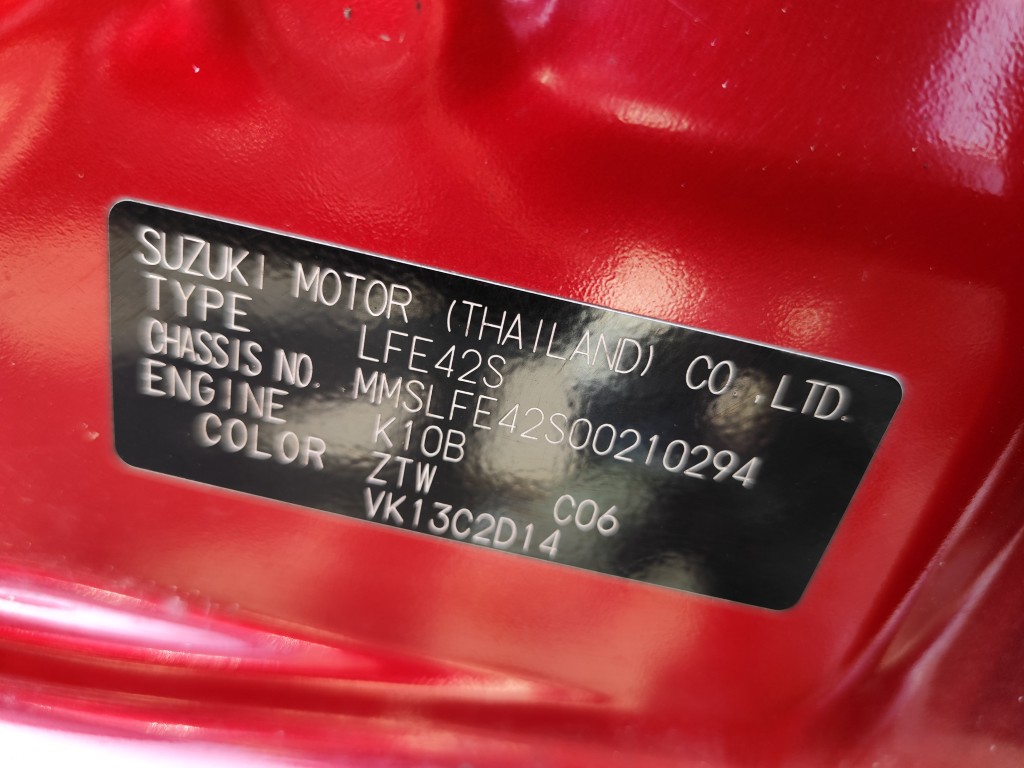 SUZUKI MOTOR (THAILAND) CO.,LTD.
TYPE LFE42S
CHASSIS NO. MMSLFE42S00210294
ENGINE K10B
COLOR ZTW C06
VK13C2D14